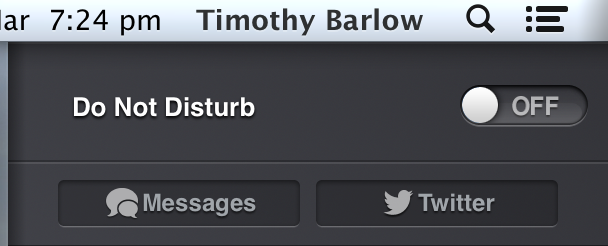 7:24 pm Timothy Barlow
Do Not Disturb OFF
Messages Twitter